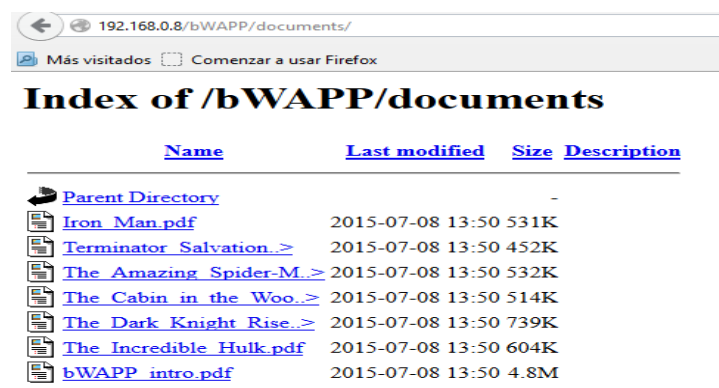 192.168.0.8/bWAPP/documents/
Más visitados Comenzar a usar Firefox
Index of /bWAPP/documents
Name Last modified Size Description
Parent Directory -
Iron_Man.pdf 2015-07-08 13:50 531K
Terminator_Salvation..> 2015-07-08 13:50 452K
The_Amazing_Spider-M..> 2015-07-08 13:50 532K
The_Cabin_in_the_Woo..> 2015-07-08 13:50 514K
The_Dark_Knight_Rise..> 2015-07-08 13:50 739K
The_Incredible_Hulk.pdf 2015-07-08 13:50 604K
bWAPP_intro.pdf 2015-07-08 13:50 4.8M